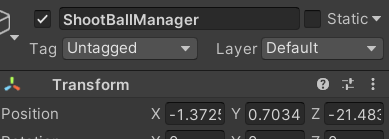 ShootBallManager Static
Tag Untagged Layer Default
Transform
Position X -1.3725 Y 0.7034 Z -21.483